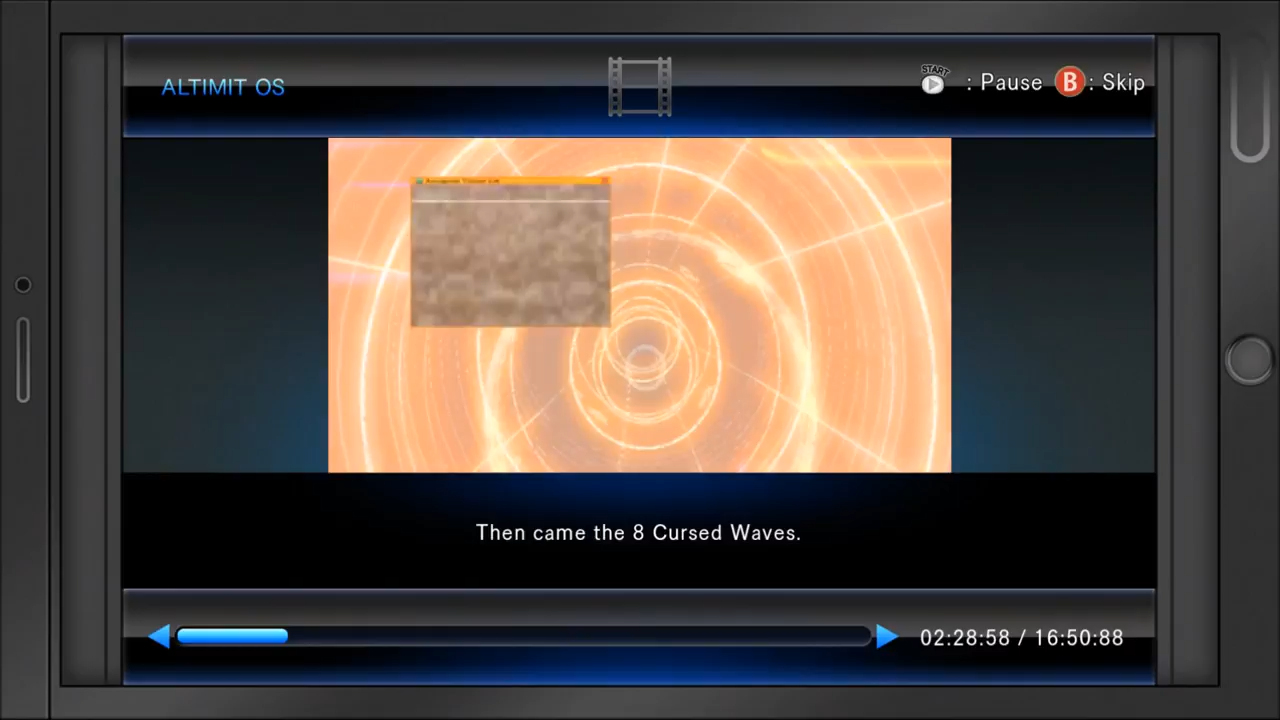 ALTIMIT OS
START : Pause B : Skip
Then came the 8 Cursed Waves.
02:28:58 / 16:50:88